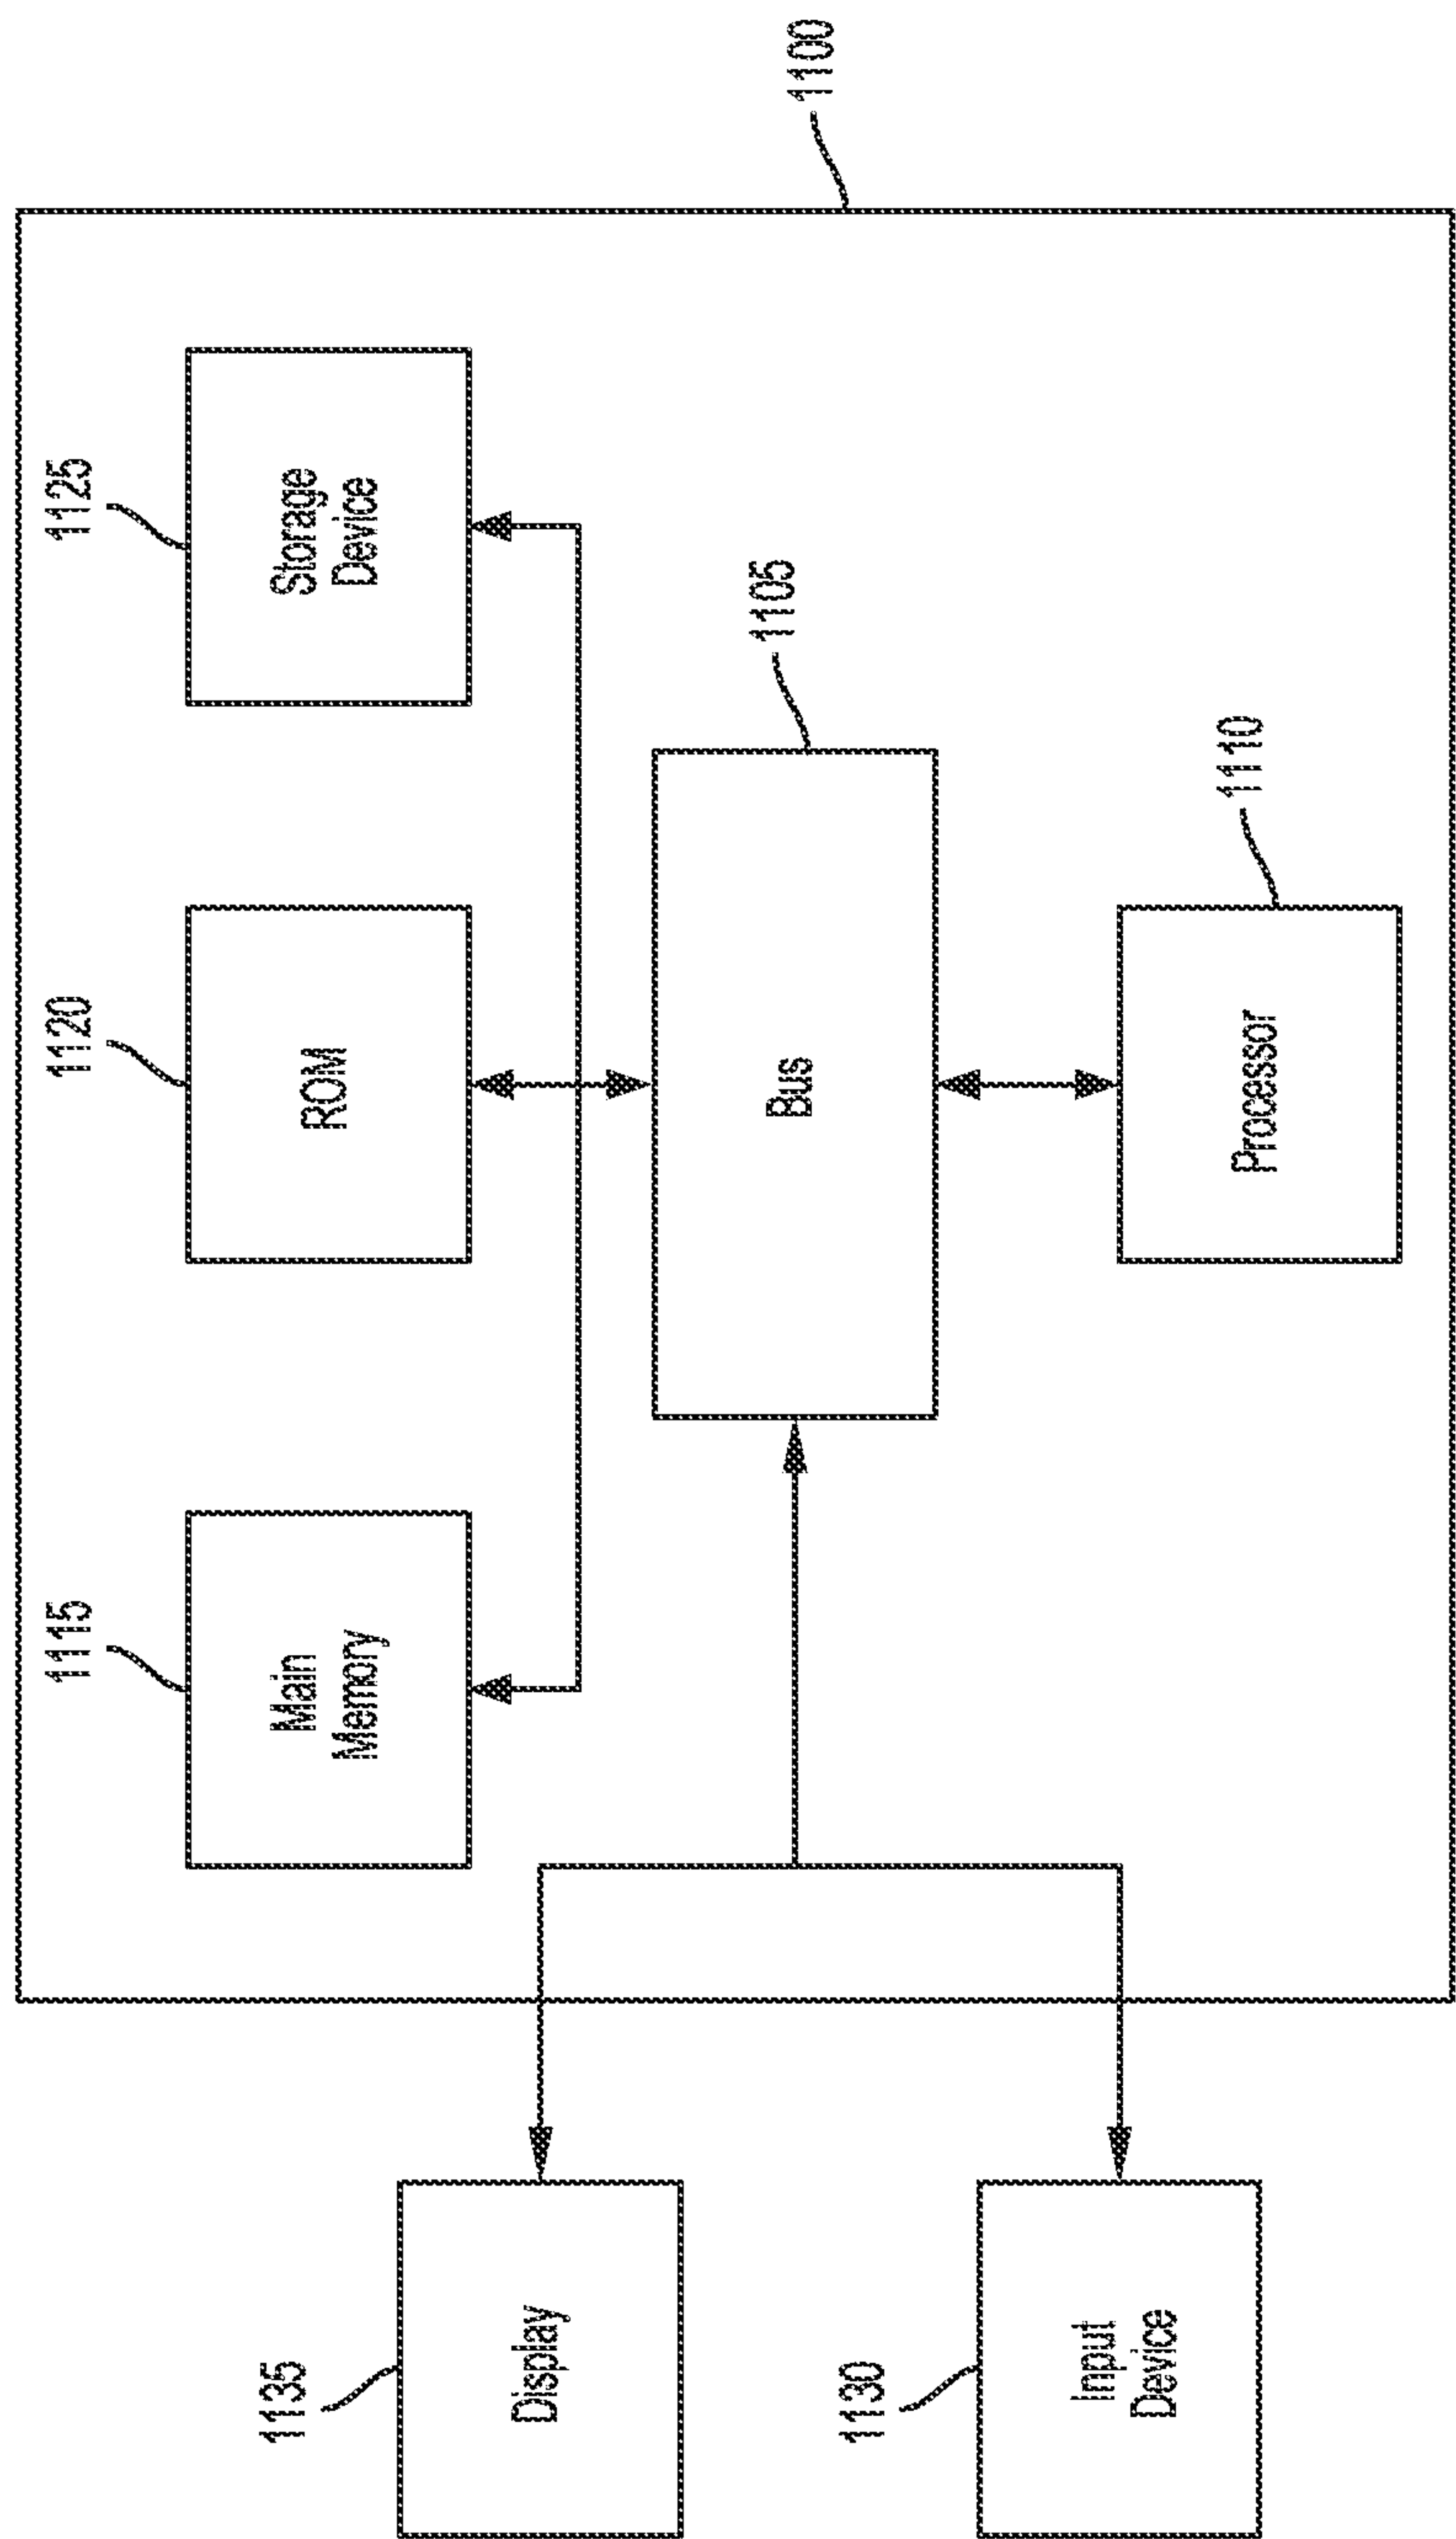 1100
1115
Main
Memory
1120
ROM
1125
Storage
Device
1135
Display
1105
Bus
1130
Input
Device
1110
Processor